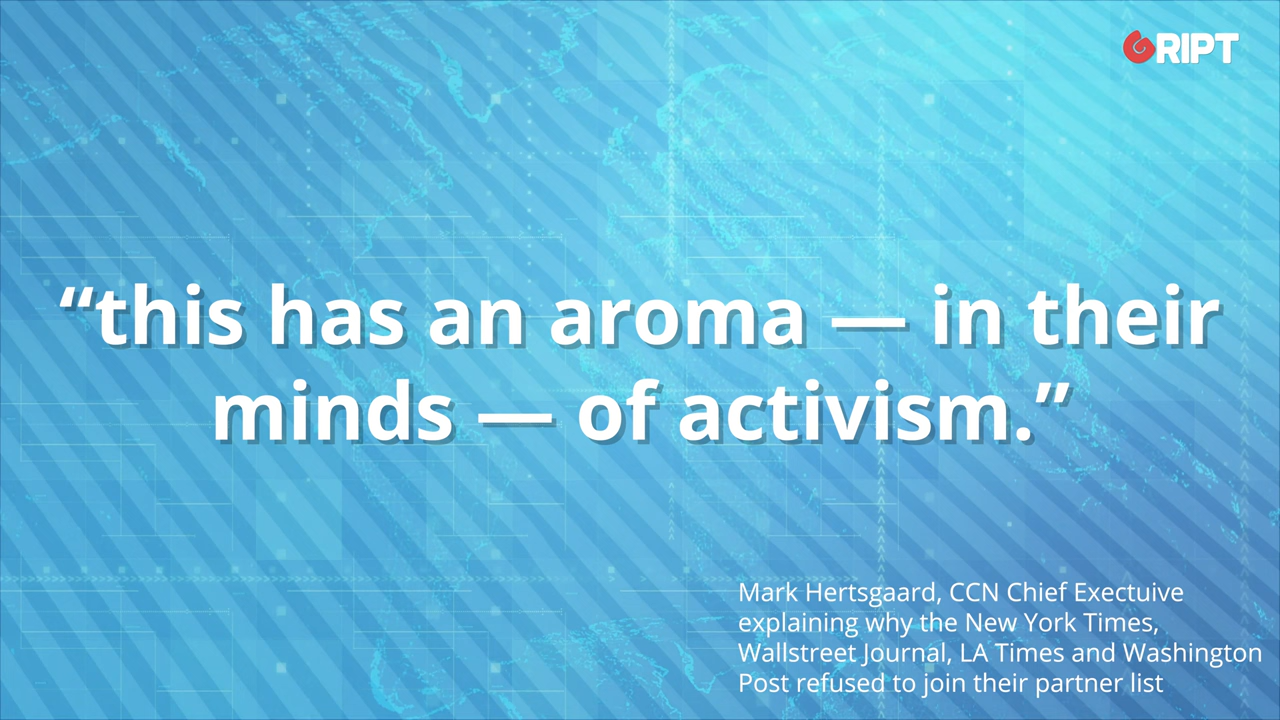 GRIPT
“this has an aroma — in their
minds — of activism.”
Mark Hertsgaard, CCN Chief Exectuive
explaining why the New York Times,
Wallstreet Journal, LA Times and Washington
Post refused to join their partner list